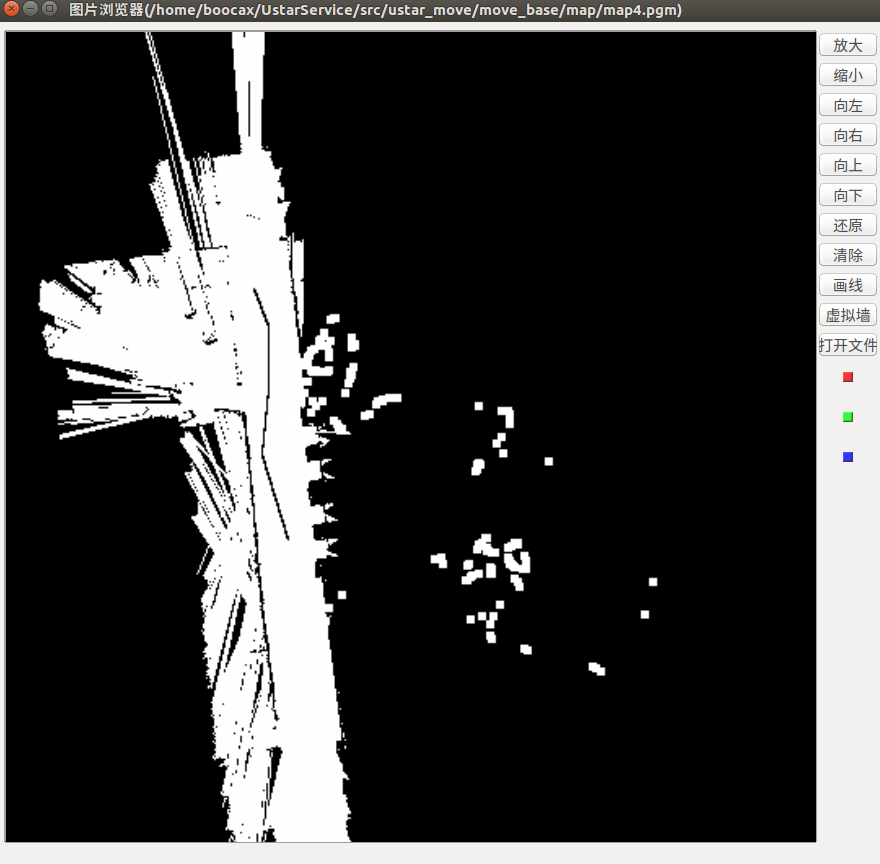 图片浏览器(/home/boocax/UstarService/src/ustar_move/move_base/map/map4.pgm)
放大
缩小
向左
向右
向上
向下
还原
清除
画线
虚拟墙
打开文件